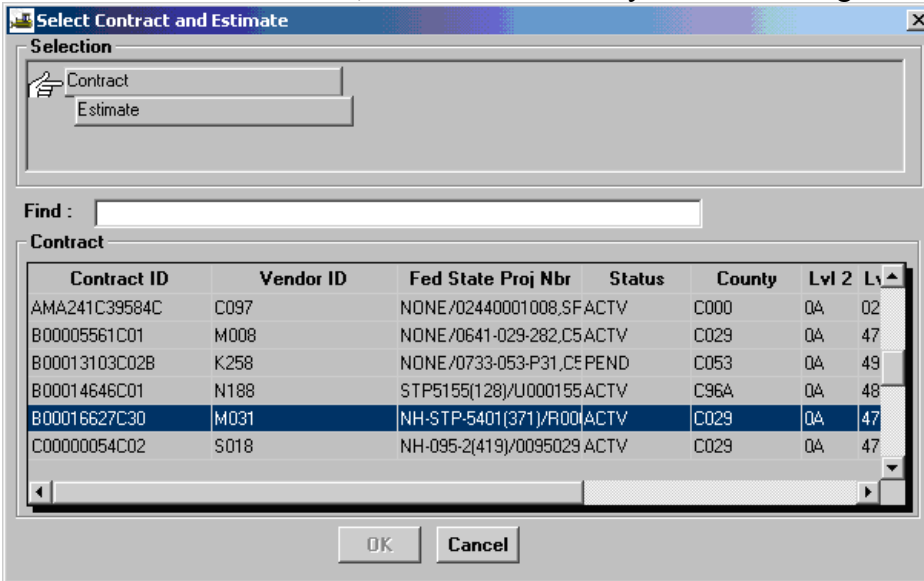 Select Contract and Estimate
Selection
Contract
Estimate
Find :
Contract
Contract ID Vendor ID Fed State Proj Nbr Status County Lvl 2 Lv
AMA241C39584C C097 NONE/02440001008,SF ACTV C000 0A 02
B00005561C01 M008 NONE/0641-029-282,C5 ACTV C029 0A 47
B00013103C02B K258 NONE/0733-053-P31,C5 PEND C053 0A 49
B00014646C01 N188 STP5155(128)/U000155 ACTV C96A 0A 48
B00016627C30 M031 NH-STP-5401(371)/R00 ACTV C029 0A 47
C00000054C02 S018 NH-095-2(419)/0095029 ACTV C029 0A 47
OK Cancel